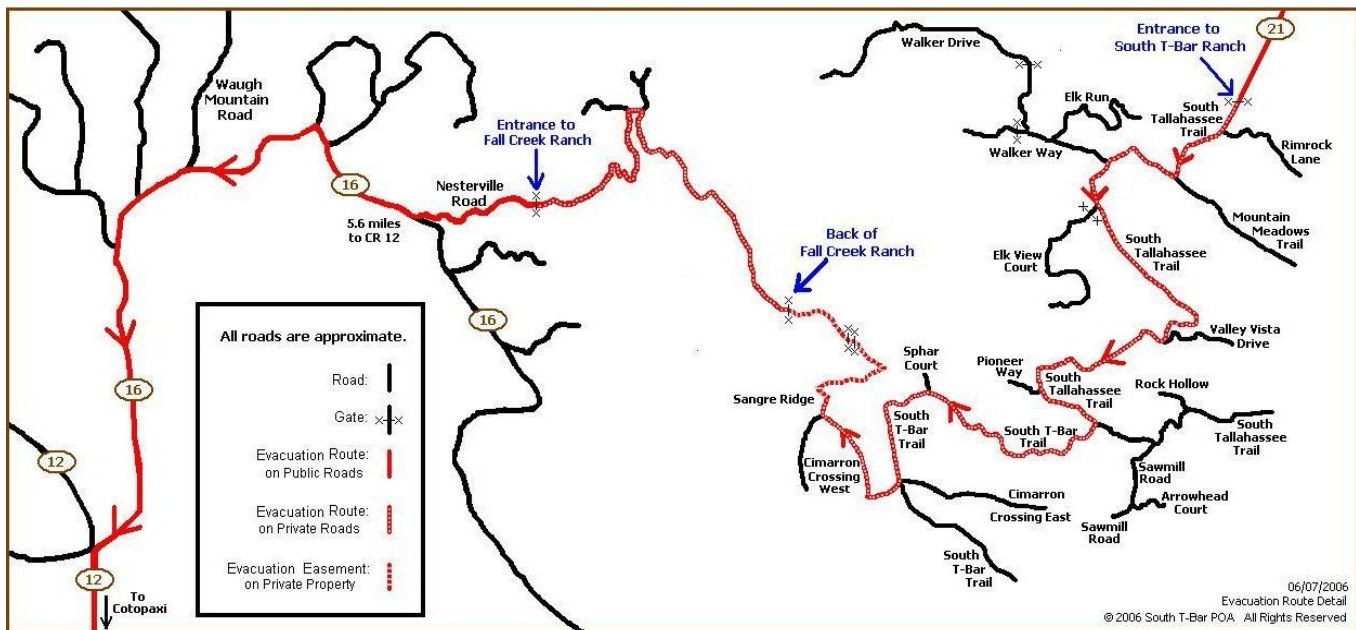 21
Entrance to
South T-Bar Ranch
Walker Drive
Elk Run
South
Tallahassee
Trail
Rimrock
Lane
Walker Way
Mountain
Meadows
Trail
South
Tallahassee
Trail
Elk View
Court
Valley Vista
Drive
Pioneer
Way
South
Tallahassee
Trail
Rock Hollow
South
Tallahassee
Trail
Sawmill
Road
Arrowhead
Court
Sawmill
Road
South T-Bar
Trail
Sphar
Court
South
T-Bar
Trail
Cimarron
Crossing East
South
T-Bar
Trail
Cimarron
Crossing
West
Sangre Ridge
Back of
Fall Creek Ranch
Entrance to
Fall Creek Ranch
Nesterville
Road
16
5.6 miles
to CR 12
16
Waugh
Mountain
Road
16
12
12
To
Cotopaxi
All roads are approximate.
Road:
Gate:
Evacuation Route:
on Public Roads
Evacuation Route:
on Private Roads
Evacuation Easement:
on Private Property
06/07/2006
Evacuation Route Detail
© 2006 South T-Bar POA All Rights Reserved